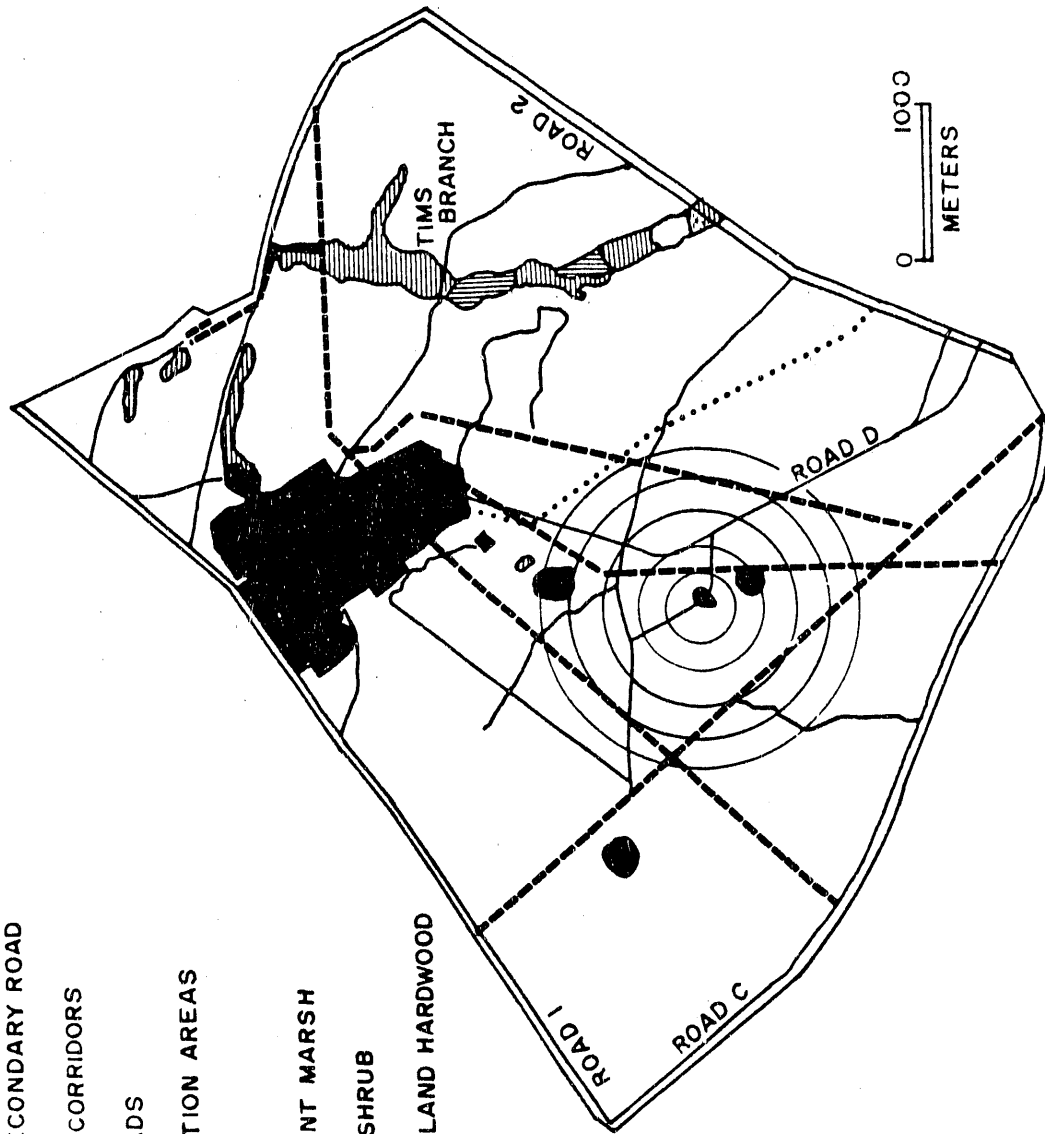 CONDARY ROAD
CORRIDORS
DS
TION AREAS
NT MARSH
SHRUB
LAND HARDWOOD
TIMS
BRANCH
ROAD 2
0 1000
METERS
ROAD D
ROAD 1
ROAD C